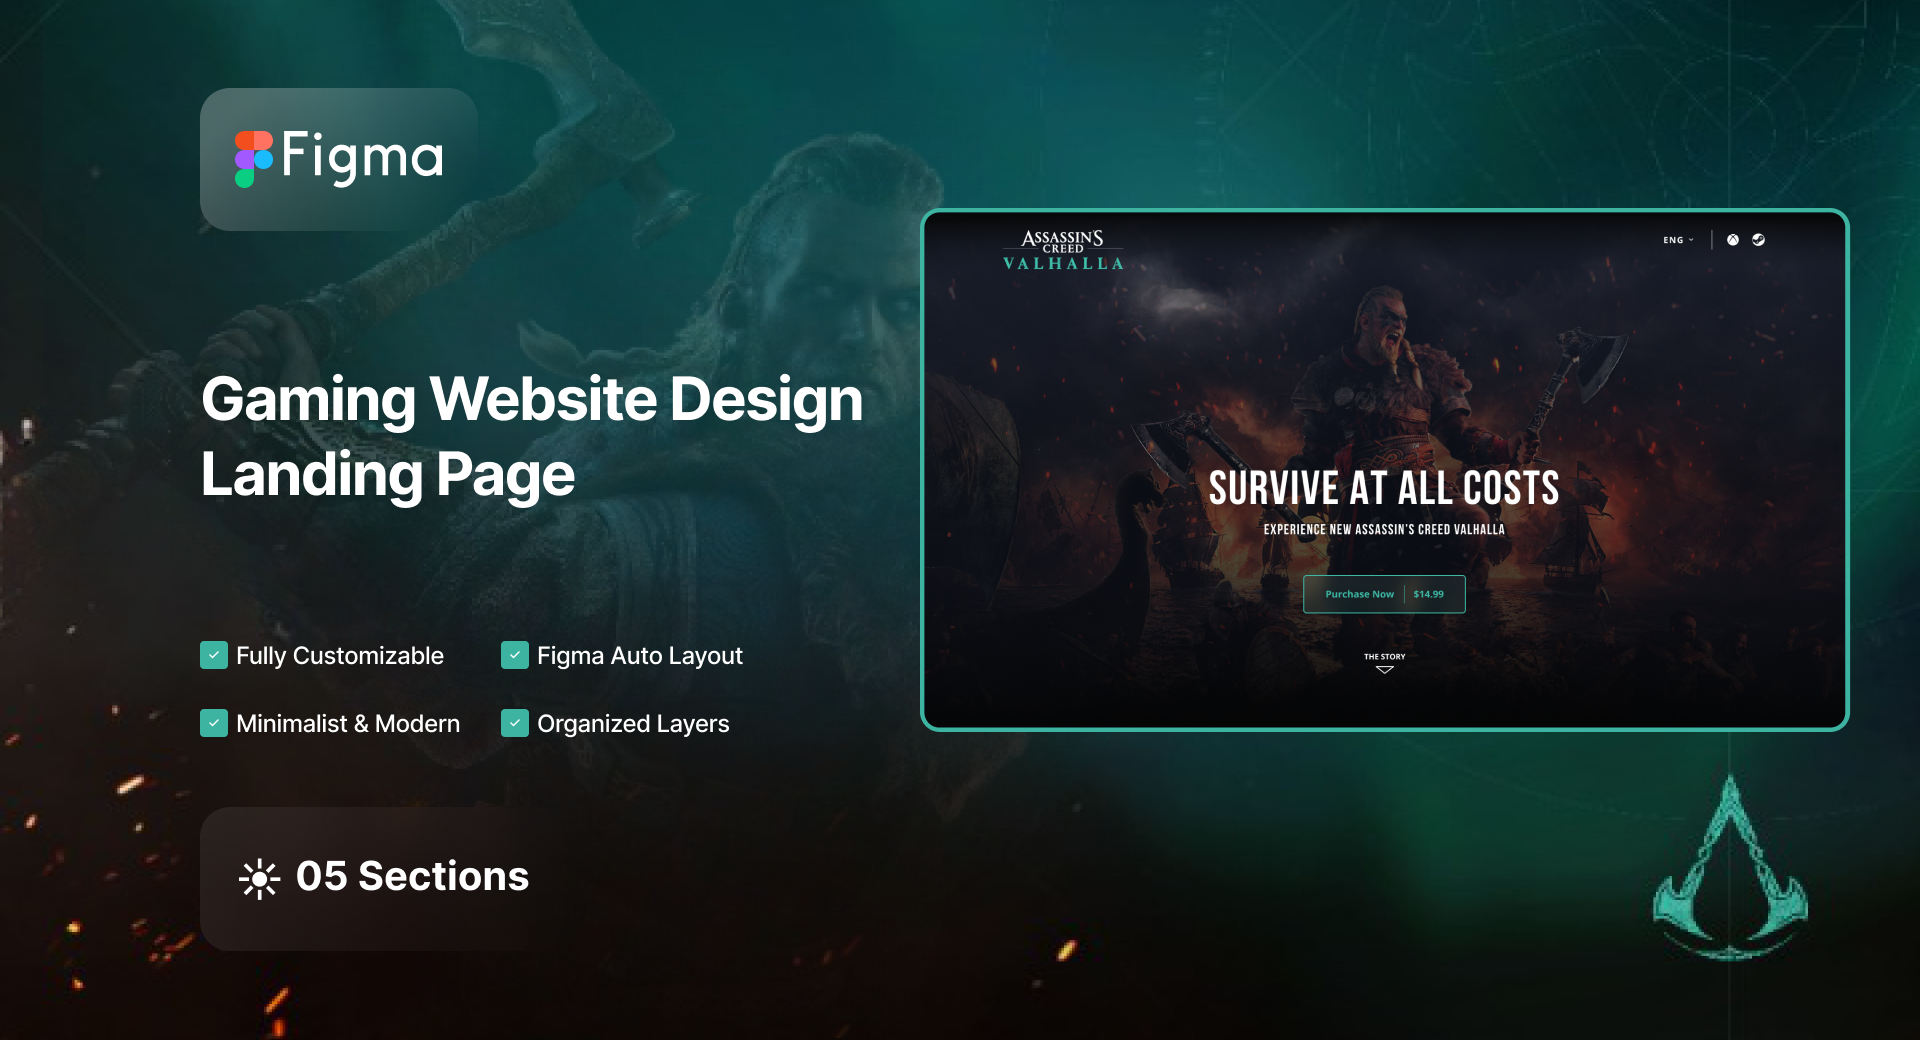 Figma
Gaming Website Design
Landing Page
Fully Customizable
Figma Auto Layout
Minimalist & Modern
Organized Layers
05 Sections
ASSASSIN'S
CREED
VALHALLA
ENG
SURVIVE AT ALL COSTS
EXPERIENCE NEW ASSASSIN'S CREED VALHALLA
Purchase Now $14.99
THE STORY